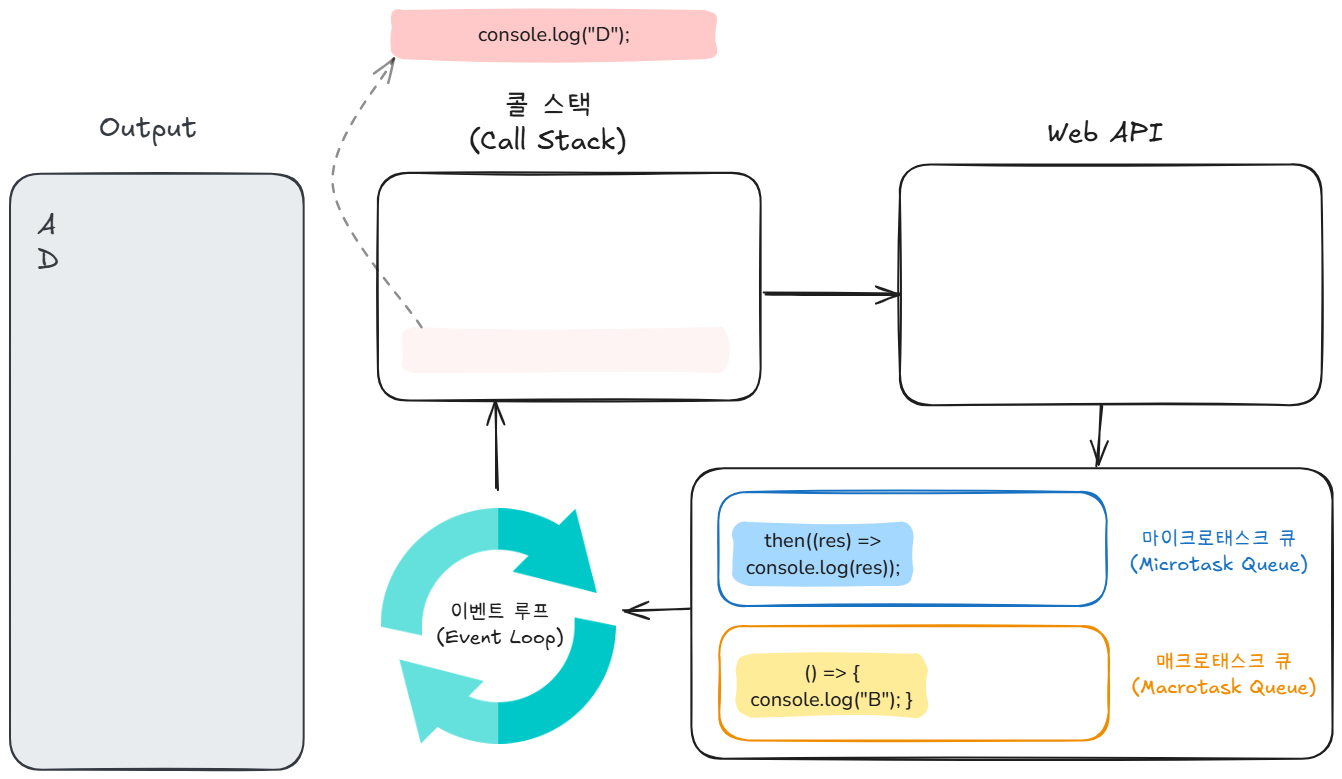 console.log("D");
콜 스택
(Call Stack)
Output
Web API
A
D
then((res) =>
console.log(res));
마이크로태스크 큐
(Microtask Queue)
이벤트 루프
(Event Loop)
() => {
console.log("B"); }
매크로태스크 큐
(Macrotask Queue)